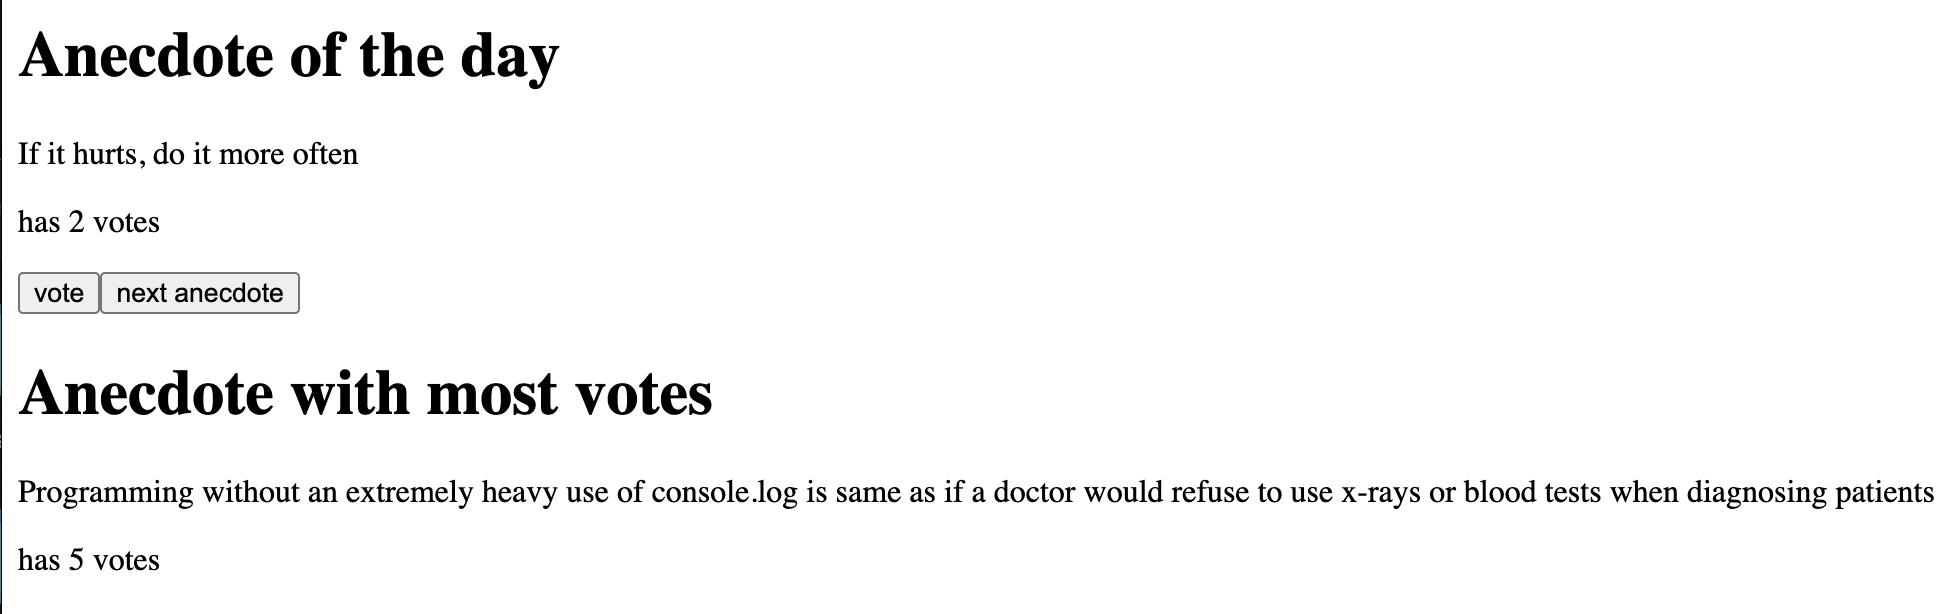 Anecdote of the day
If it hurts, do it more often
has 2 votes
vote next anecdote
Anecdote with most votes
Programming without an extremely heavy use of console.log is same as if a doctor would refuse to use x-rays or blood tests when diagnosing patients
has 5 votes